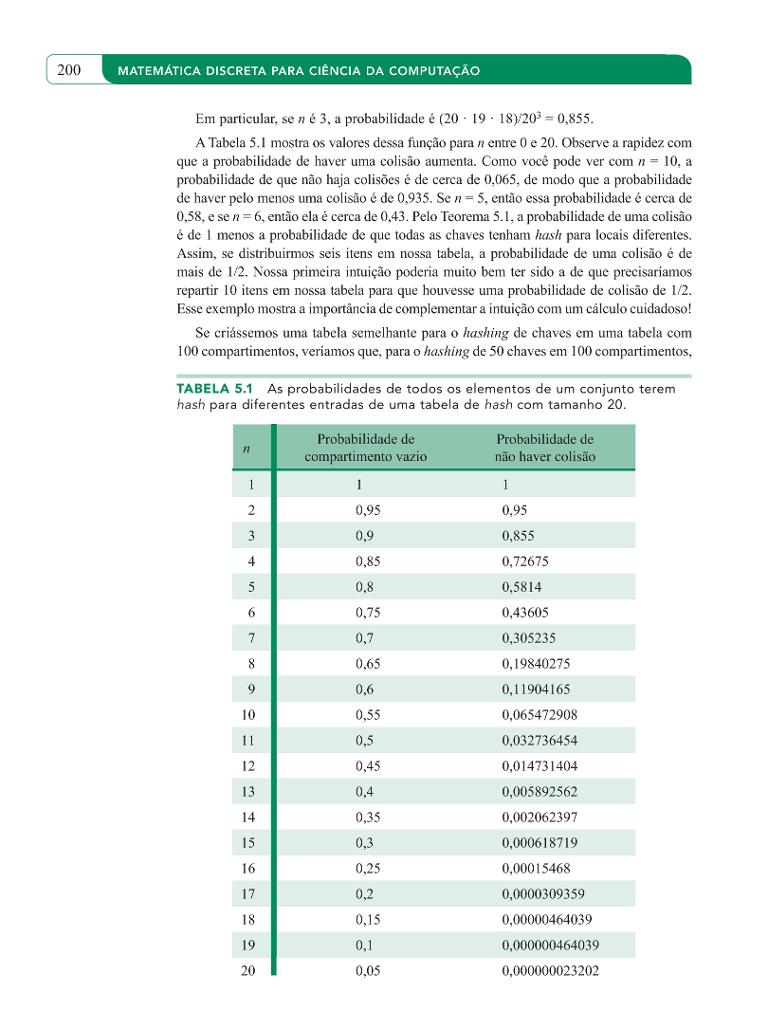 200
MATEMÁTICA DISCRETA PARA CIÊNCIA DA COMPUTAÇÃO
Em particular, se n é 3, a probabilidade é (20 · 19 · 18)/20³ = 0,855.
A Tabela 5.1 mostra os valores dessa função para n entre 0 e 20. Observe a rapidez com
que a probabilidade de haver uma colisão aumenta. Como você pode ver com n = 10, a
probabilidade de que não haja colisões é de cerca de 0,065, de modo que a probabilidade
de haver pelo menos uma colisão é de 0,935. Se n = 5, então essa probabilidade é cerca de
0,58, e se n = 6, então ela é cerca de 0,43. Pelo Teorema 5.1, a probabilidade de uma colisão
é de 1 menos a probabilidade de que todas as chaves tenham hash para locais diferentes.
Assim, se distribuirmos seis itens em nossa tabela, a probabilidade de uma colisão é de
mais de 1/2. Nossa primeira intuição poderia muito bem ter sido a de que precisaríamos
repartir 10 itens em nossa tabela para que houvesse uma probabilidade de colisão de 1/2.
Esse exemplo mostra a importância de complementar a intuição com um cálculo cuidadoso!
Se criássemos uma tabela semelhante para o hashing de chaves em uma tabela com
100 compartimentos, veríamos que, para o hashing de 50 chaves em 100 compartimentos,
TABELA 5.1 As probabilidades de todos os elementos de um conjunto terem
hash para diferentes entradas de uma tabela de hash com tamanho 20.
n Probabilidade de compartimento vazio Probabilidade de não haver colisão
1 1 1
2 0,95 0,95
3 0,9 0,855
4 0,85 0,72675
5 0,8 0,5814
6 0,75 0,43605
7 0,7 0,305235
8 0,65 0,19840275
9 0,6 0,11904165
10 0,55 0,065472908
11 0,5 0,032736454
12 0,45 0,014731404
13 0,4 0,005892562
14 0,35 0,002062397
15 0,3 0,000618719
16 0,25 0,00015468
17 0,2 0,0000309359
18 0,15 0,00000464039
19 0,1 0,000000464039
20 0,05 0,000000023202